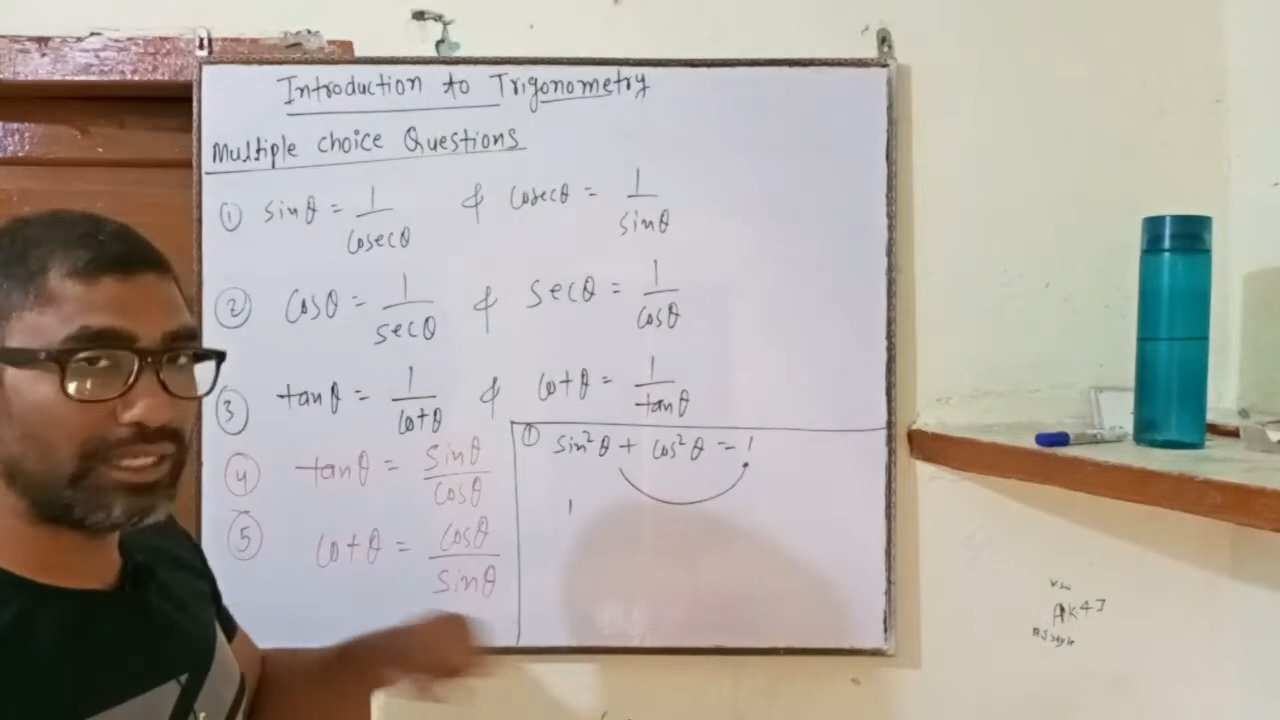 Introduction to Trigonometry
Multiple choice Questions
① sinθ = 1/cosecθ & cosecθ = 1/sinθ
② cosθ = 1/secθ & secθ = 1/cosθ
③ tanθ = 1/cotθ & cotθ = 1/tanθ
④ tanθ = sinθ/cosθ
⑤ cotθ = cosθ/sinθ
① sin²θ + cos²θ = 1
1